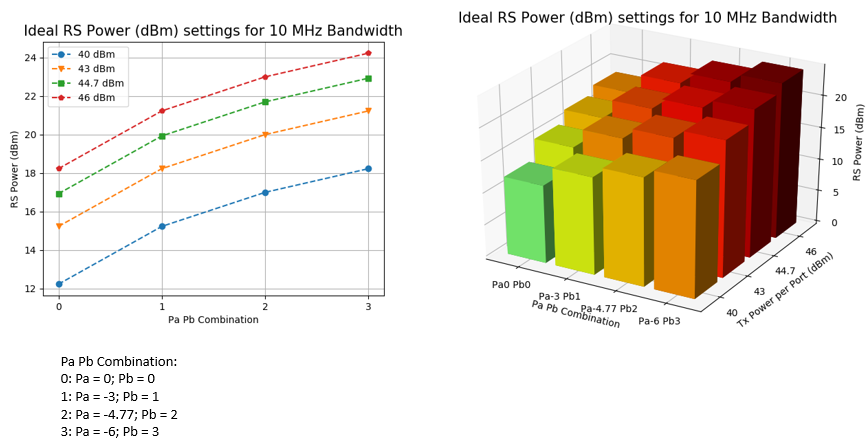 Ideal RS Power (dBm) settings for 10 MHz Bandwidth
40 dBm
43 dBm
44.7 dBm
46 dBm
24
22
20
18
16
14
12
RS Power (dBm)
0 1 2 3
Pa Pb Combination
Ideal RS Power (dBm) settings for 10 MHz Bandwidth
20
15
10
5
0
RS Power (dBm)
46
44.7
43
40
Tx Power per Port (dBm)
Pa0 Pb0
Pa-3 Pb1
Pa-4.77 Pb2
Pa-6 Pb3
Pa Pb Combination
Pa Pb Combination:
0: Pa = 0; Pb = 0
1: Pa = -3; Pb = 1
2: Pa = -4.77; Pb = 2
3: Pa = -6; Pb = 3